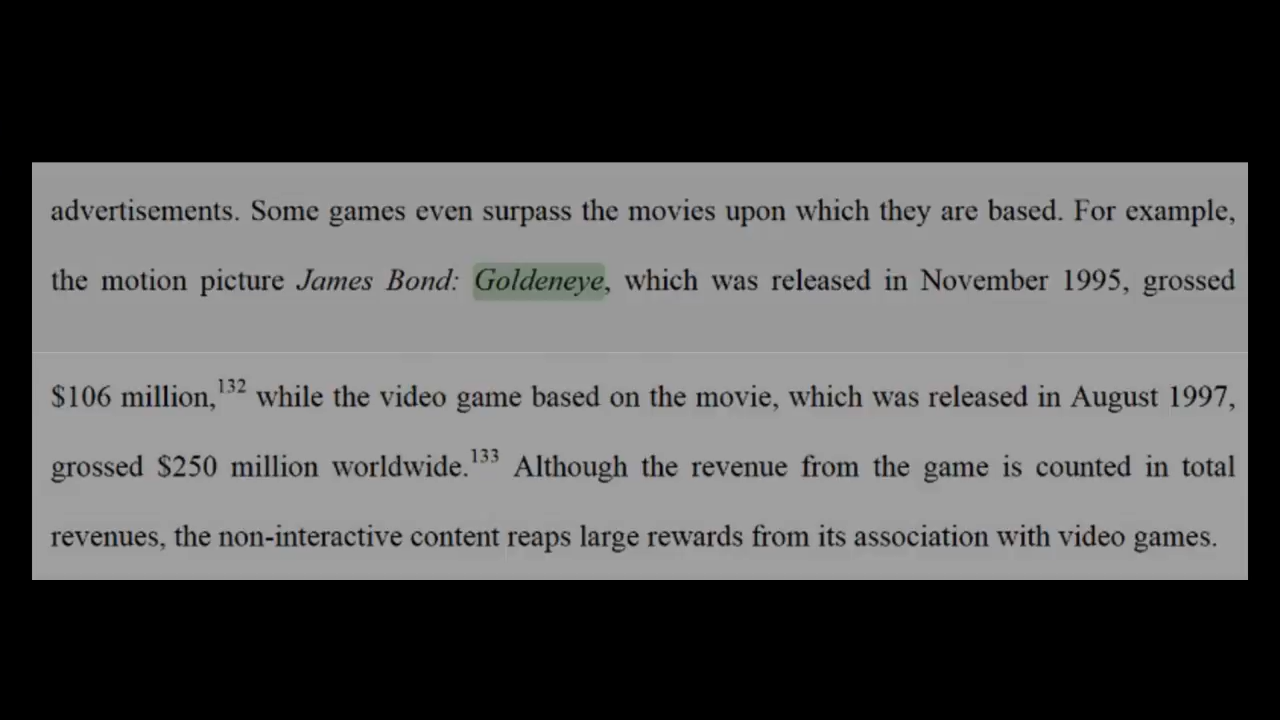 advertisements. Some games even surpass the movies upon which they are based. For example,
the motion picture James Bond: Goldeneye, which was released in November 1995, grossed
$106 million,132 while the video game based on the movie, which was released in August 1997,
grossed $250 million worldwide.133 Although the revenue from the game is counted in total
revenues, the non-interactive content reaps large rewards from its association with video games.